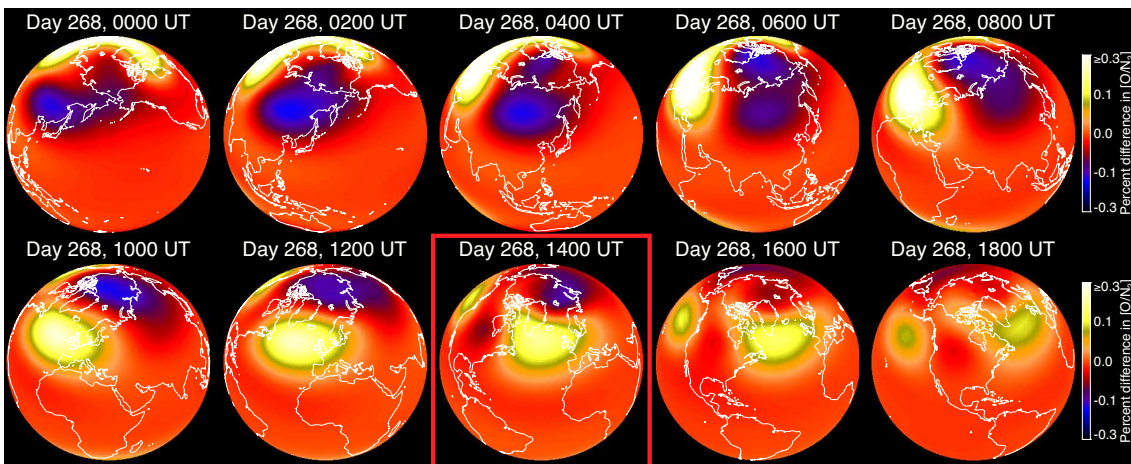 Day 268, 0000 UT
Day 268, 0200 UT
Day 268, 0400 UT
Day 268, 0600 UT
Day 268, 0800 UT
≥0.3
0.1
0.0
-0.1
-0.3
Percent difference in [O/N₂]
Day 268, 1000 UT
Day 268, 1200 UT
Day 268, 1400 UT
Day 268, 1600 UT
Day 268, 1800 UT
≥0.3
0.1
0.0
-0.1
-0.3
Percent difference in [O/N₂]